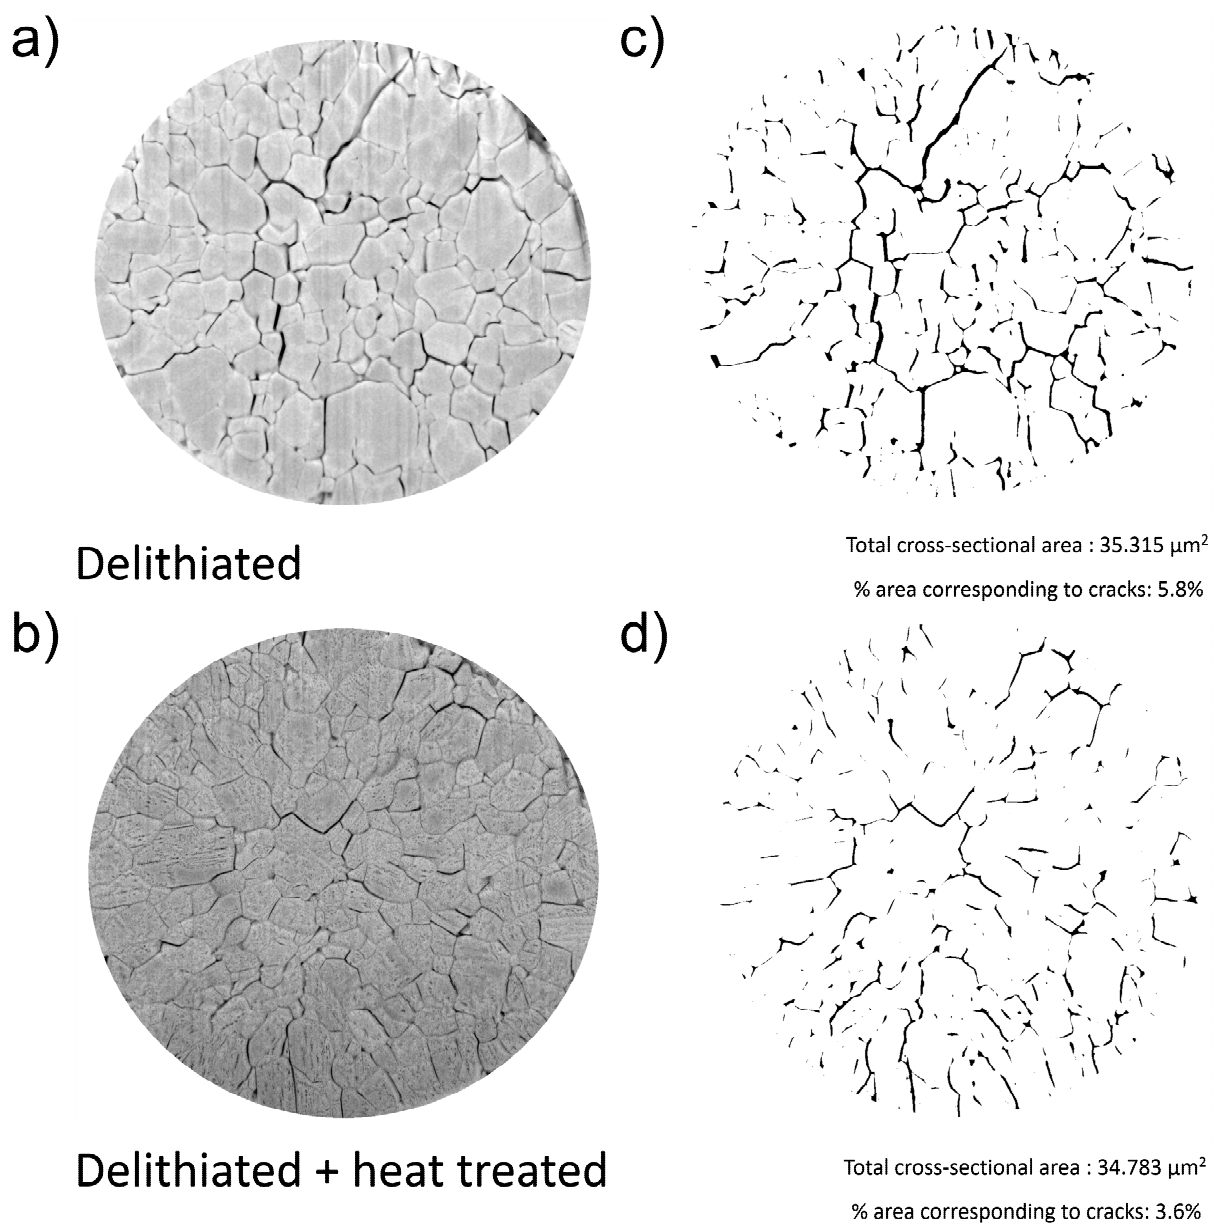 a)
c)
Delithiated
Total cross-sectional area : 35.315 µm²
% area corresponding to cracks: 5.8%
b)
d)
Delithiated + heat treated
Total cross-sectional area : 34.783 µm²
% area corresponding to cracks: 3.6%